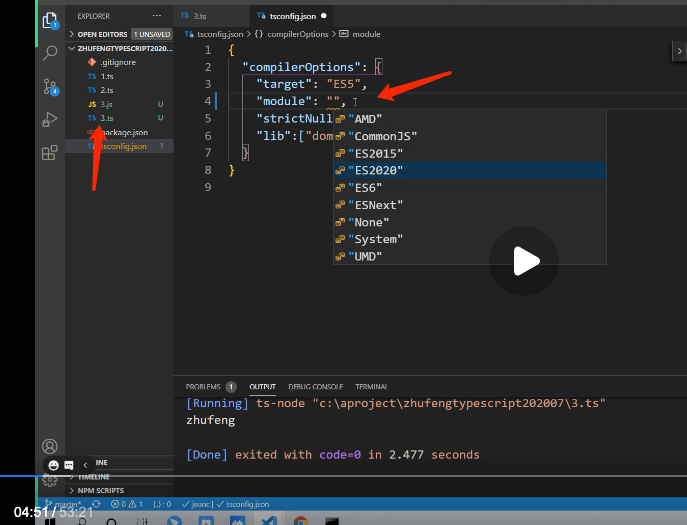 EXPLORER
OPEN EDITORS 1 UNSAVED
ZHUFENGTYPESCRIPT2020...
.gitignore
TS 1.ts
TS 2.ts
JS 3.js U
TS 3.ts U
package.json
tsconfig.json 1
TS 3.ts
TS tsconfig.json
tsconfig.json > {} compilerOptions > module
1 {
2 "compilerOptions": {
3 "target": "ES5",
4 "module": "",
5 "strictNull
6 "lib":["dom
7 }
8 }
9
"AMD"
"CommonJS"
"ES2015"
"ES2020"
"ES6"
"ESNext"
"None"
"System"
"UMD"
PROBLEMS 1 OUTPUT DEBUG CONSOLE TERMINAL
[Running] ts-node "c:\aproject\zhufengtypescript202007\3.ts"
zhufeng
[Done] exited with code=0 in 2.477 seconds
INE
TIMELINE
NPM SCRIPTS
master* 0 1 {..} : 0 jsonc | tsconfig.json
04:51 / 53:21